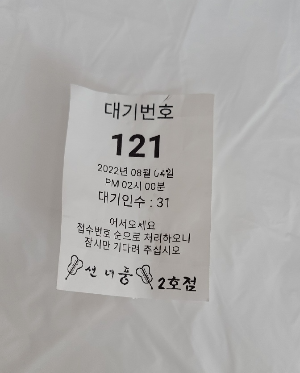 대기번호
121
2022년 08월 04일
PM 02시 00분
대기인수 : 31
어서오세요
접수번호 순으로 처리하오니
잠시만 기다려 주십시오
선녀풍 2호점